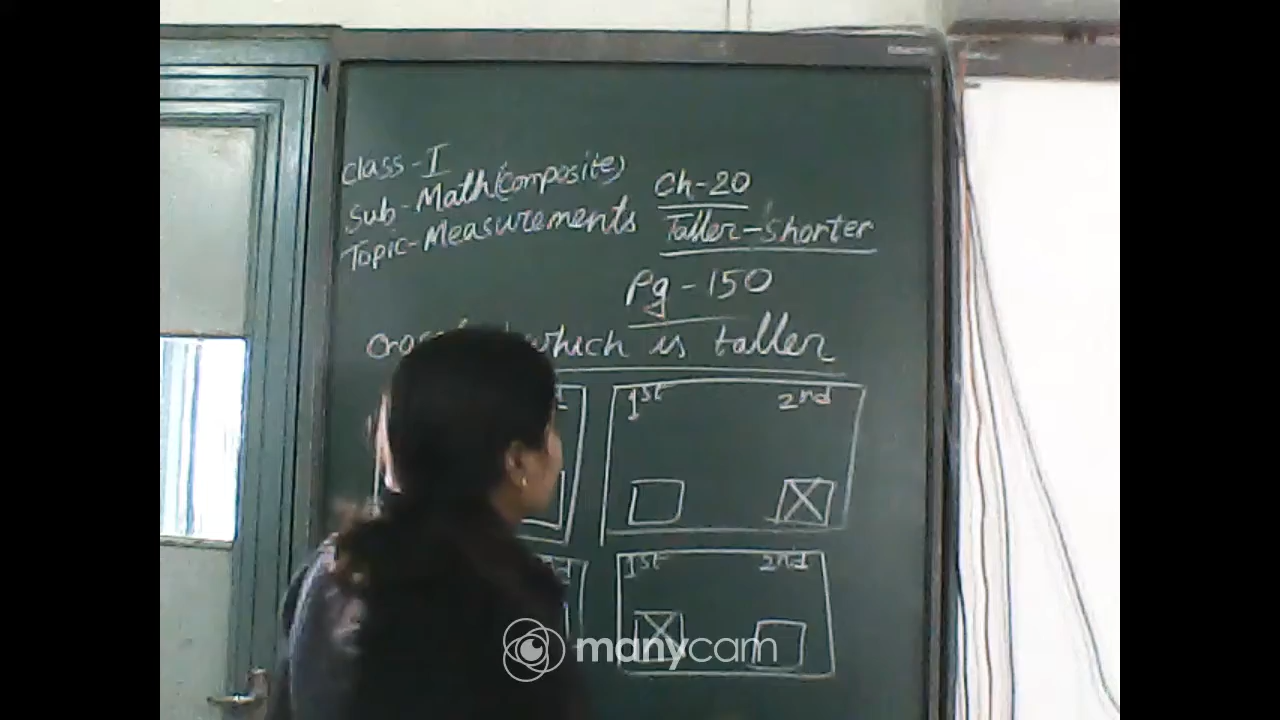 Class-I
Sub-Math(Composite)
Topic-Measurements
Ch-20
Taller-Shorter
Pg-150
which is taller
1st 2nd
1st 2nd
manycam